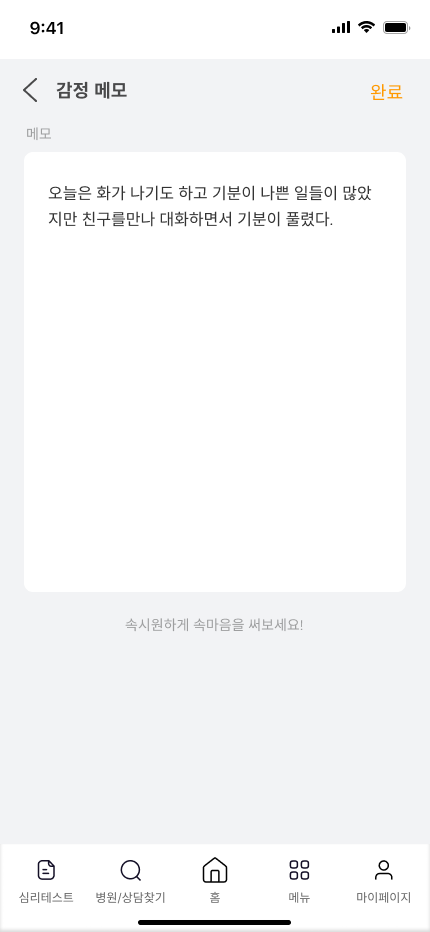 9:41
감정 메모
완료
메모
오늘은 화가 나기도 하고 기분이 나쁜 일들이 많았
지만 친구를만나 대화하면서 기분이 풀렸다.
속시원하게 속마음을 써보세요!
심리테스트 병원/상담찾기 홈 메뉴 마이페이지